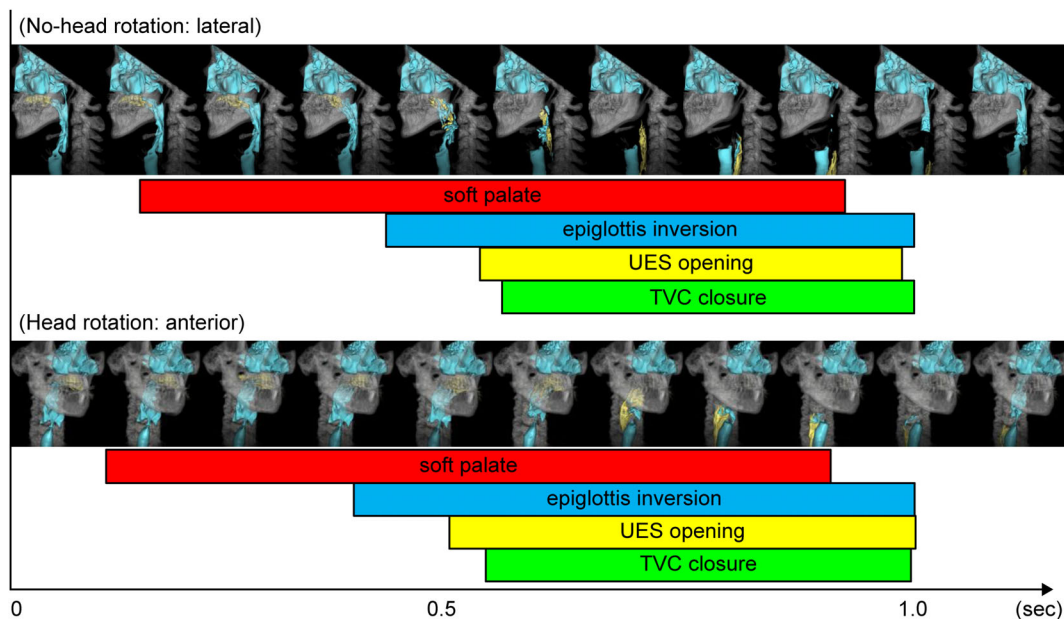 (No-head rotation: lateral)
soft palate
epiglottis inversion
UES opening
TVC closure
(Head rotation: anterior)
soft palate
epiglottis inversion
UES opening
TVC closure
0 0.5 1.0 (sec)